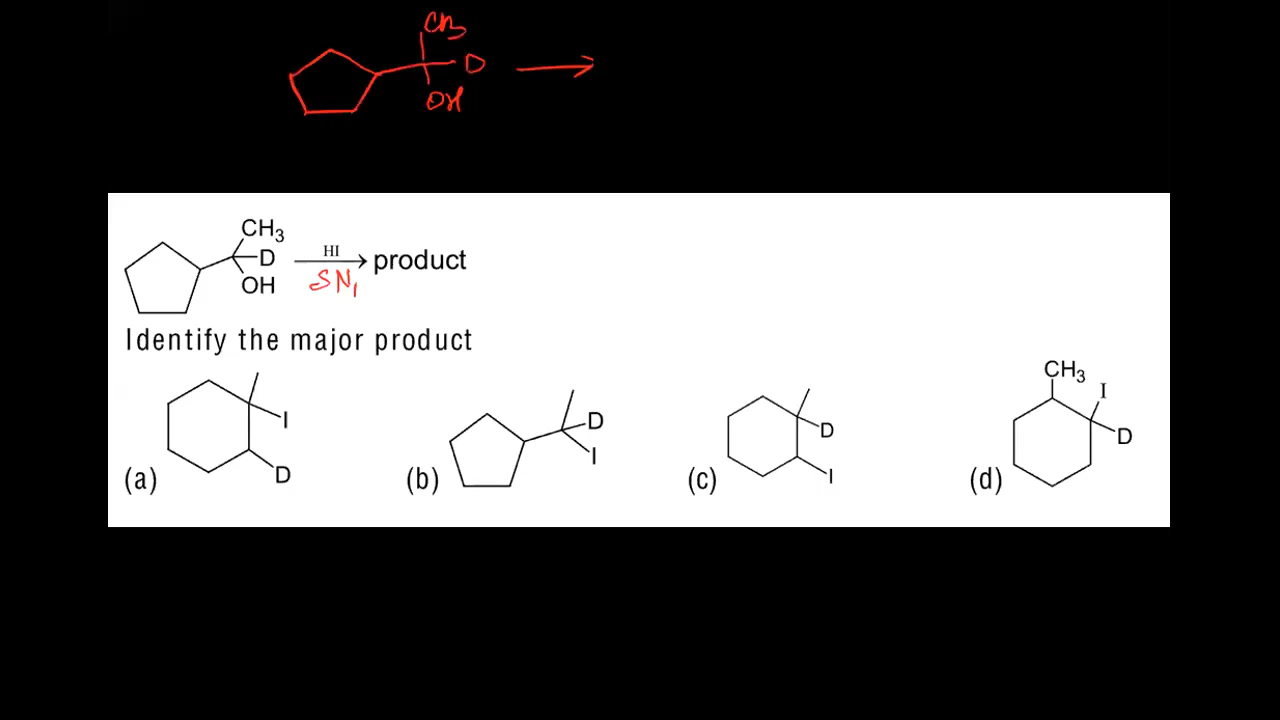 CH3
D
OH
CH3
D
OH
HI
SN1
product
Identify the major product
(a)
I
D
(b)
D
I
(c)
D
I
(d)
CH3
I
D